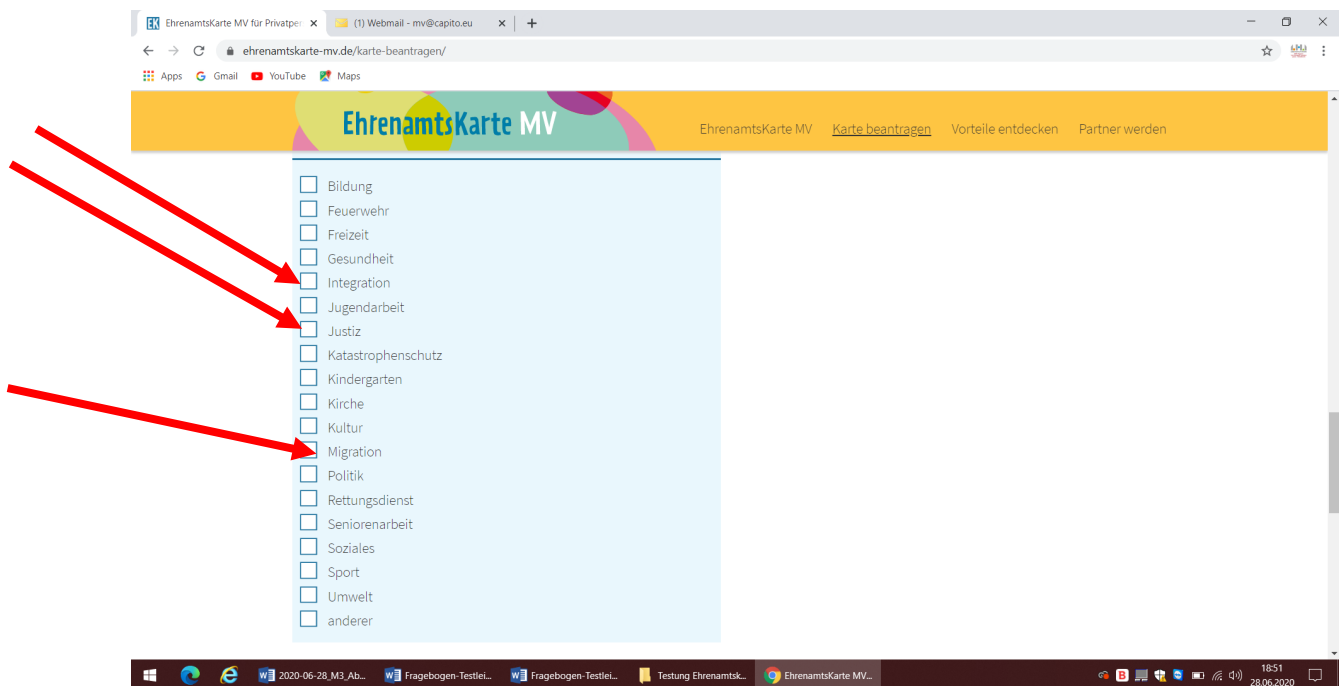 EK EhrenamtsKarte MV für Privatper
(1) Webmail - mv@capito.eu
ehrenamtskarte-mv.de/karte-beantragen/
Apps G Gmail YouTube Maps
EhrenamtsKarte MV
EhrenamtsKarte MV Karte beantragen Vorteile entdecken Partner werden
Bildung
Feuerwehr
Freizeit
Gesundheit
Integration
Jugendarbeit
Justiz
Katastrophenschutz
Kindergarten
Kirche
Kultur
Migration
Politik
Rettungsdienst
Seniorenarbeit
Soziales
Sport
Umwelt
anderer
2020-06-28_M3_Ab... Fragebogen-Testlei... Fragebogen-Testlei... Testung Ehrenamtsk... EhrenamtsKarte MV...
18:51
28.06.2020